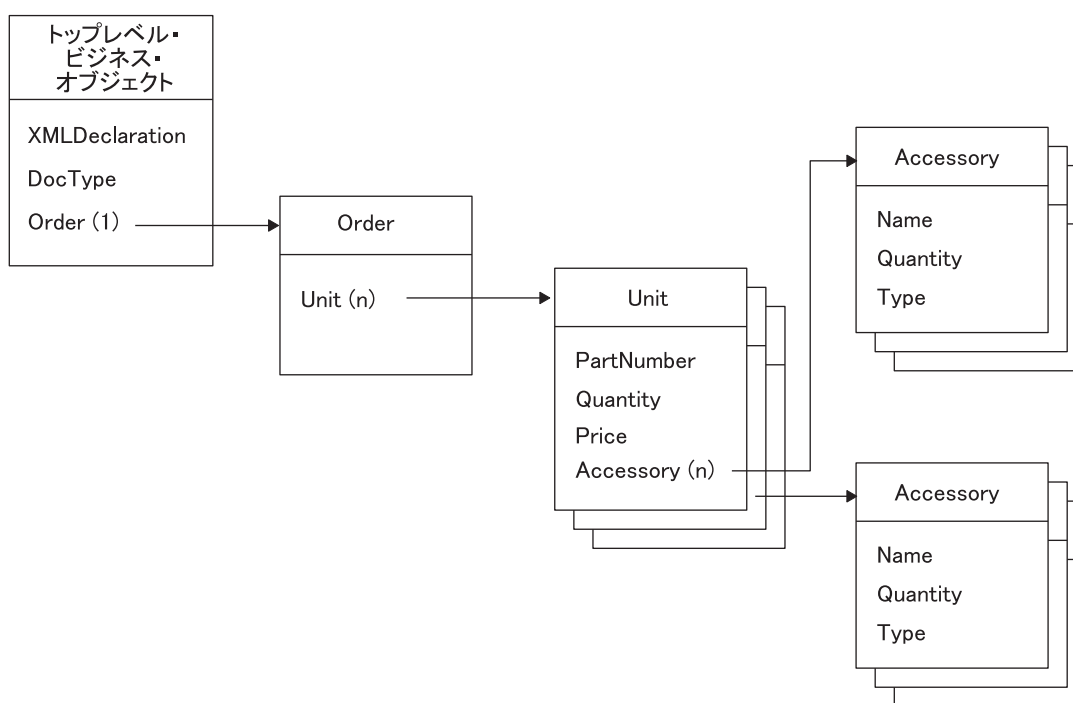 トップレベル・
ビジネス・
オブジェクト
XMLDeclaration
DocType
Order (1)
Order
Unit (n)
Unit
PartNumber
Quantity
Price
Accessory (n)
Accessory
Name
Quantity
Type
Accessory
Name
Quantity
Type